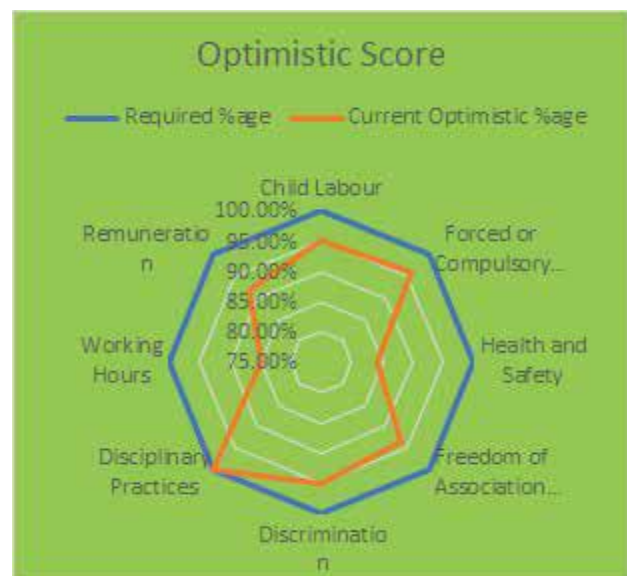 Optimistic Score
Required %age
Current Optimistic %age
Child Labour
100.00%
95.00%
90.00%
85.00%
80.00%
75.00%
Forced or
Compulsory...
Health and
Safety
Freedom of
Association...
Discriminatio
n
Disciplinary
Practices
Working
Hours
Remuneratio
n